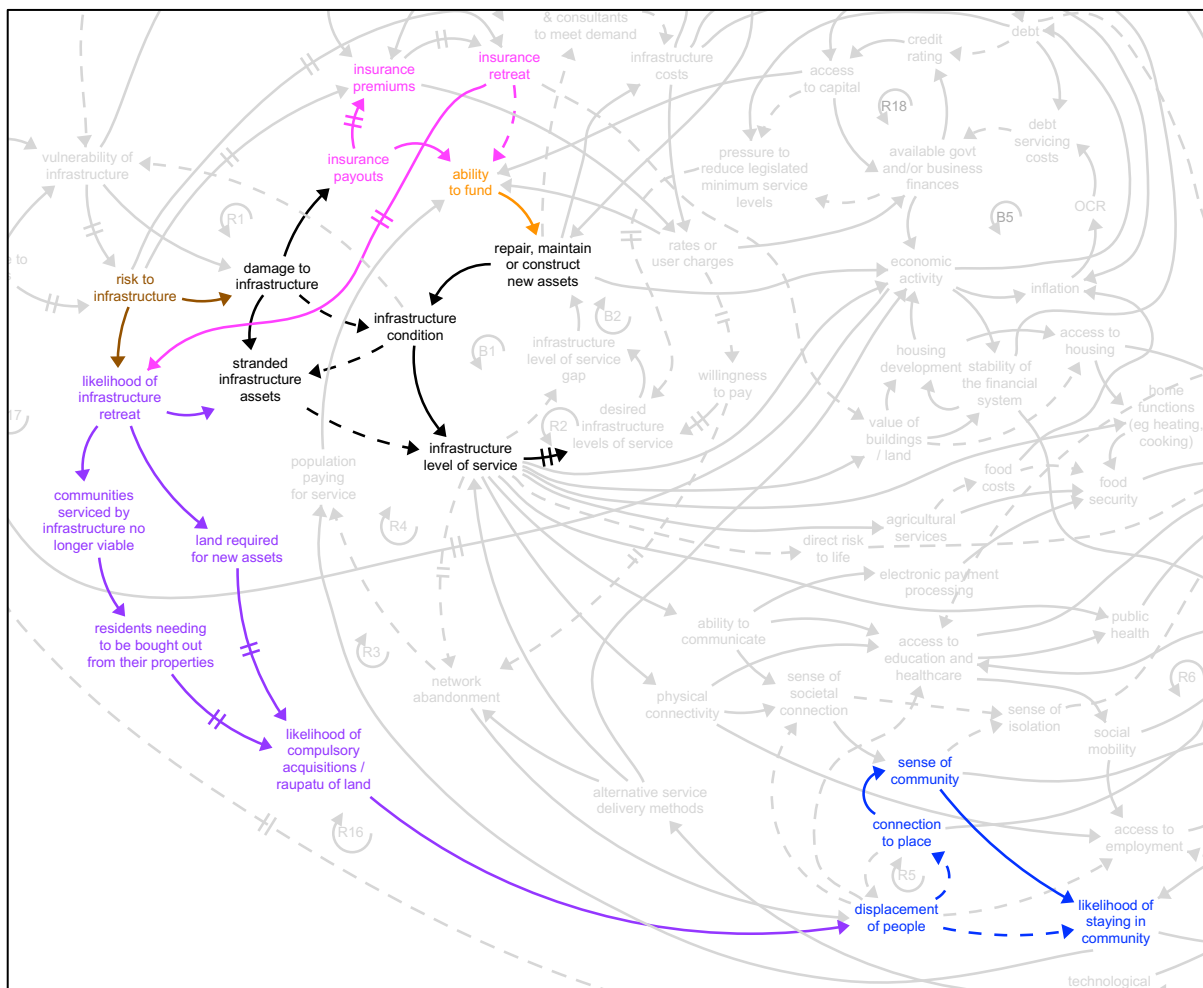 & consultants
to meet demand
infrastructure
costs
credit
rating
debt
insurance
premiums
insurance
retreat
access
to capital
R18
debt
servicing
costs
vulnerability of
infrastructure
insurance
payouts
ability
to fund
pressure to
reduce legislated
minimum service
levels
available govt
and/or business
finances
R1
OCR
B5
to
risk to
infrastructure
damage to
infrastructure
repair, maintain
or construct
new assets
rates or
user charges
economic
activity
inflation
infrastructure
condition
B2
B1
infrastructure
level of service
gap
willingness
to pay
housing
development
stability of
the financial
system
access to
housing
stranded
infrastructure
assets
likelihood of
infrastructure
retreat
17
R2
desired
infrastructure
levels of service
value of
buildings
/ land
home
functions
(eg heating,
cooking)
population
paying
for service
infrastructure
level of service
food
costs
food
security
communities
serviced by
infrastructure no
longer viable
land required
for new assets
R4
agricultural
services
direct risk
to life
electronic payment
processing
residents needing
to be bought out
from their properties
R3
ability to
communicate
access to
education and
healthcare
public
health
R6
network
abandonment
physical
connectivity
sense of
societal
connection
sense of
isolation
social
mobility
likelihood of
compulsory
acquisitions /
raupatu of land
R16
alternative service
delivery methods
sense of
community
connection
to place
access to
employment
R5
displacement
of people
likelihood of
staying in
community
technological